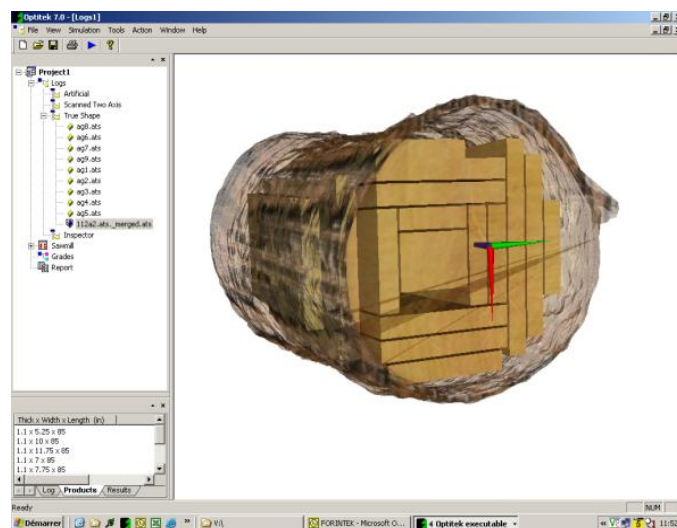 Optitek 7.0 - [Logs1]
File View Simulation Tools Action Window Help
Project1
Logs
Artificial
Scanned Two Axis
True Shape
ag8.ats
ag6.ats
ag7.ats
ag9.ats
ag1.ats
ag2.ats
ag3.ats
ag4.ats
ag5.ats
112a2.ats._merged.ats
Inspector
Sawmill
Grades
Report
Thick x Width x Length (in)
1.1 x 5.25 x 85
1.1 x 10 x 85
1.1 x 11.75 x 85
1.1 x 7 x 85
1.1 x 7.75 x 85
Log Products Results
Ready NUM
Démarrer V:\ FORINTEK - Microsoft O... 4 Optitek executable 11:52